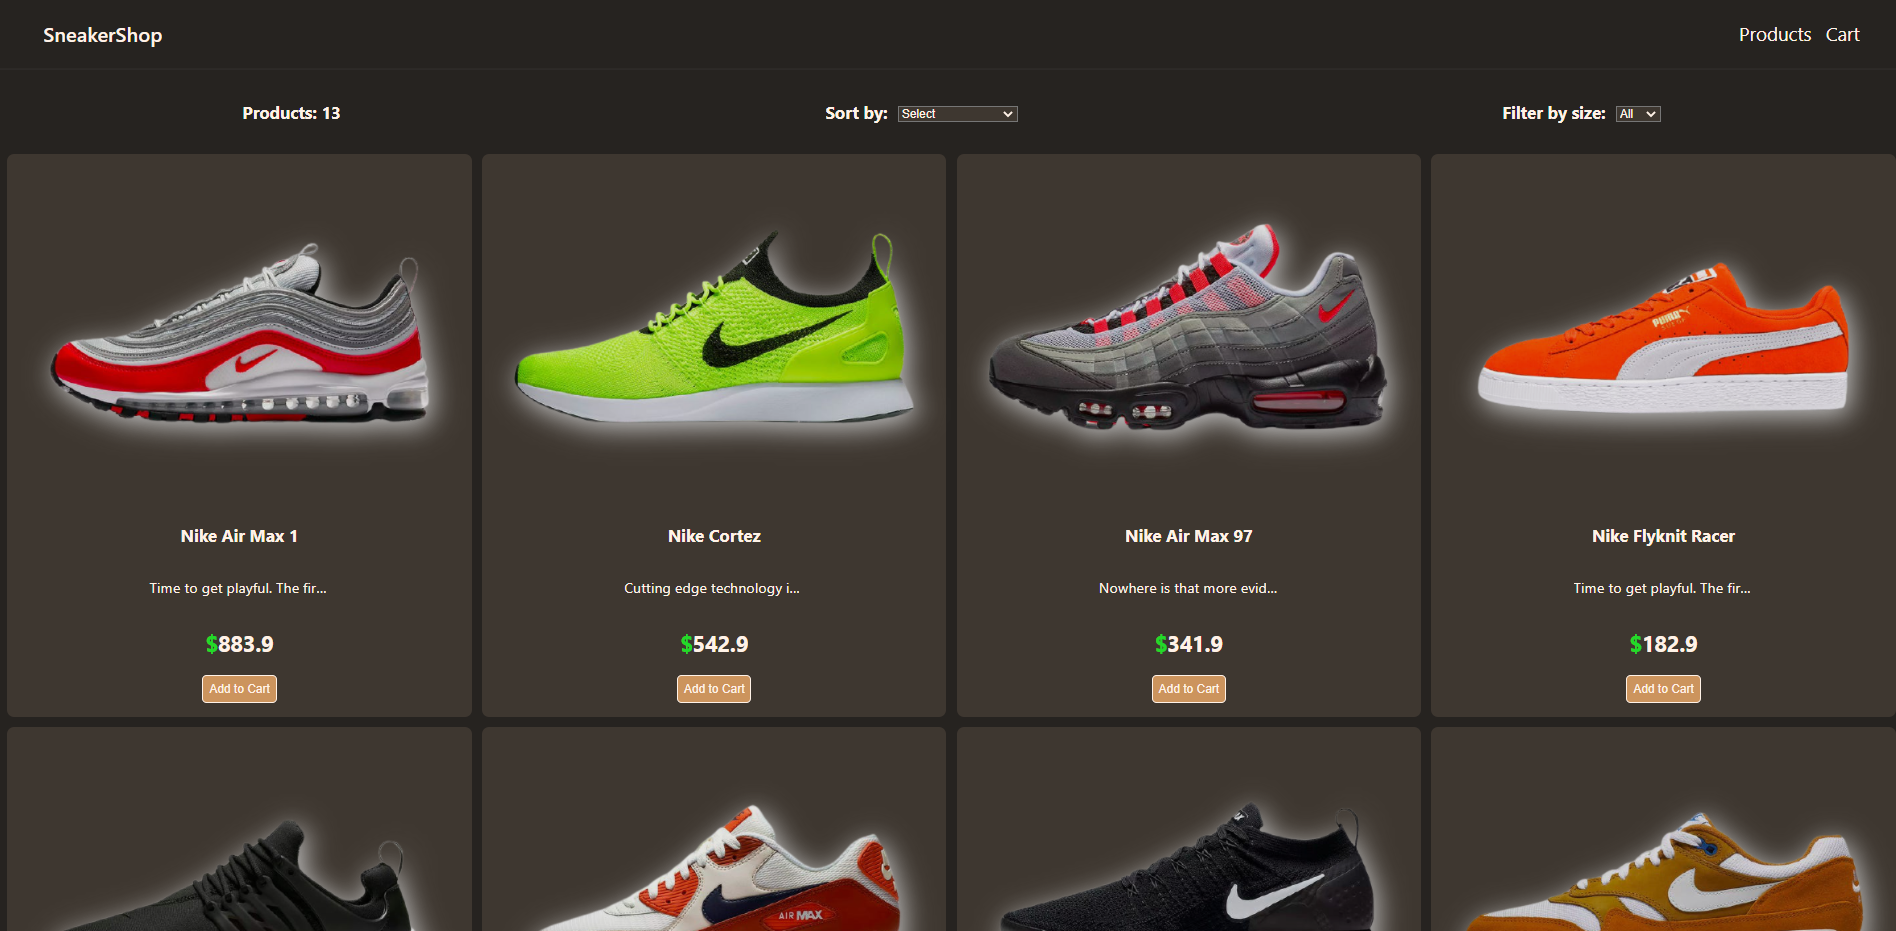 SneakerShop
Products Cart
Products: 13
Sort by: Select
Filter by size: All
PUMA
Nike Air Max 1
Nike Cortez
Nike Air Max 97
Nike Flyknit Racer
Time to get playful. The fir...
Cutting edge technology i...
Nowhere is that more evid...
Time to get playful. The fir...
$883.9
$542.9
$341.9
$182.9
Add to Cart
Add to Cart
Add to Cart
Add to Cart
AIR MAX